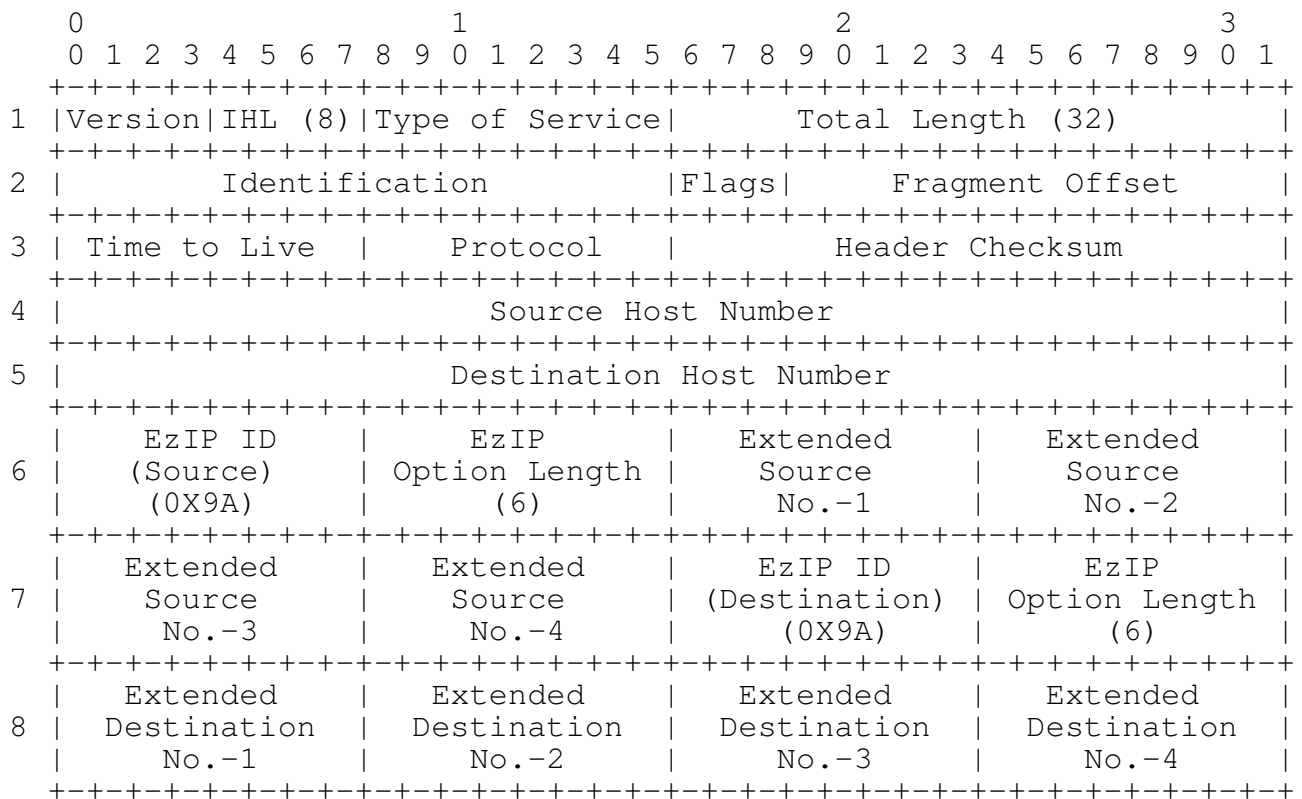 0                   1                   2                   3
    0 1 2 3 4 5 6 7 8 9 0 1 2 3 4 5 6 7 8 9 0 1 2 3 4 5 6 7 8 9 0 1
   +-+-+-+-+-+-+-+-+-+-+-+-+-+-+-+-+-+-+-+-+-+-+-+-+-+-+-+-+-+-+-+-+
1  |Version|IHL (8)|Type of Service|       Total Length (32)       |
   +-+-+-+-+-+-+-+-+-+-+-+-+-+-+-+-+-+-+-+-+-+-+-+-+-+-+-+-+-+-+-+-+
2  |        Identification         |Flags|     Fragment Offset     |
   +-+-+-+-+-+-+-+-+-+-+-+-+-+-+-+-+-+-+-+-+-+-+-+-+-+-+-+-+-+-+-+-+
3  | Time to Live  |   Protocol    |        Header Checksum        |
   +-+-+-+-+-+-+-+-+-+-+-+-+-+-+-+-+-+-+-+-+-+-+-+-+-+-+-+-+-+-+-+-+
4  |                      Source Host Number                       |
   +-+-+-+-+-+-+-+-+-+-+-+-+-+-+-+-+-+-+-+-+-+-+-+-+-+-+-+-+-+-+-+-+
5  |                    Destination Host Number                    |
   +-+-+-+-+-+-+-+-+-+-+-+-+-+-+-+-+-+-+-+-+-+-+-+-+-+-+-+-+-+-+-+-+
   |    EzIP ID    |     EzIP      |   Extended    |   Extended    |
6  |   (Source)    | Option Length |    Source     |    Source     |
   |    (0X9A)     |      (6)      |     No.-1     |     No.-2     |
   +-+-+-+-+-+-+-+-+-+-+-+-+-+-+-+-+-+-+-+-+-+-+-+-+-+-+-+-+-+-+-+-+
   |   Extended    |   Extended    |    EzIP ID    |     EzIP      |
7  |    Source     |    Source     | (Destination) | Option Length |
   |     No.-3     |     No.-4     |    (0X9A)     |      (6)      |
   +-+-+-+-+-+-+-+-+-+-+-+-+-+-+-+-+-+-+-+-+-+-+-+-+-+-+-+-+-+-+-+-+
   |   Extended    |   Extended    |   Extended    |   Extended    |
8  |  Destination  |  Destination  |  Destination  |  Destination  |
   |     No.-1     |     No.-2     |     No.-3     |     No.-4     |
   +-+-+-+-+-+-+-+-+-+-+-+-+-+-+-+-+-+-+-+-+-+-+-+-+-+-+-+-+-+-+-+-+